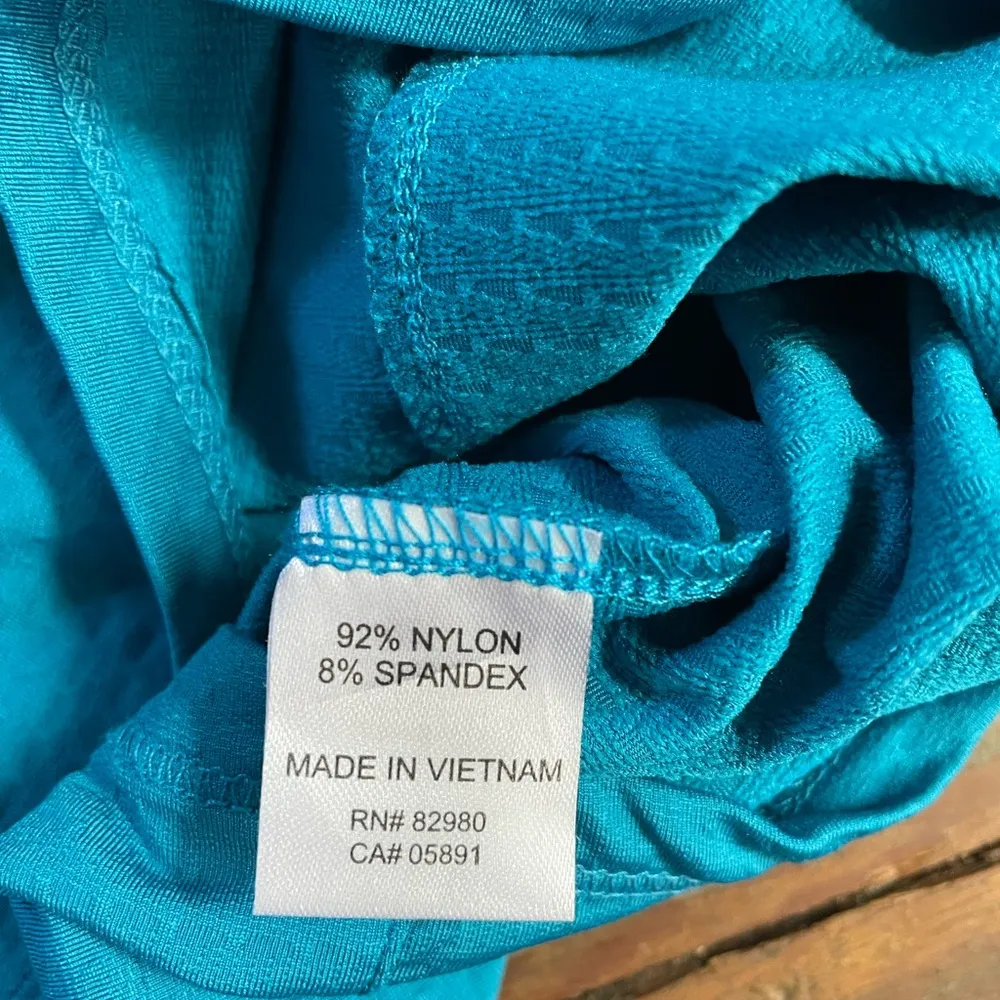 92% NYLON
8% SPANDEX
MADE IN VIETNAM
RN# 82980
CA# 05891